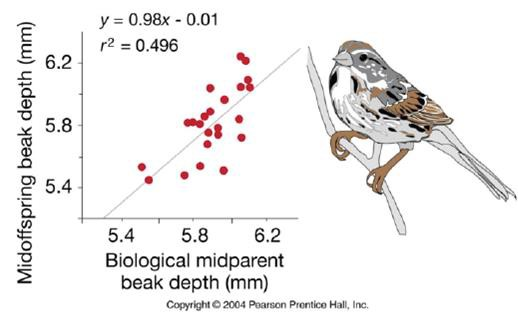 y = 0.98x - 0.01
r² = 0.496
Midoffspring beak depth (mm)
6.2
5.8
5.4
5.4 5.8 6.2
Biological midparent
beak depth (mm)
Copyright © 2004 Pearson Prentice Hall, Inc.